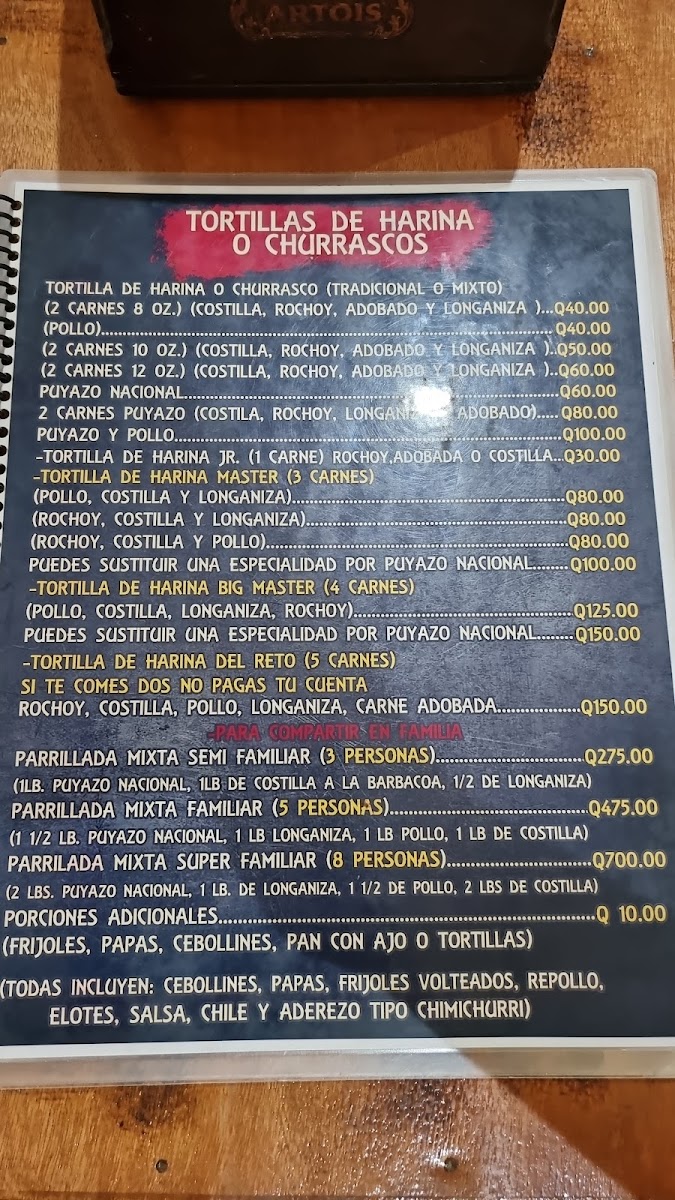 ARTOIS
TORTILLAS DE HARINA
O CHURRASCOS
TORTILLA DE HARINA O CHURRASCO (TRADICIONAL O MIXTO)
(2 CARNES 8 OZ.) (COSTILLA, ROCHOY, ADOBADO Y LONGANIZA )...Q40.00
(POLLO)...Q40.00
(2 CARNES 10 OZ.) (COSTILLA, ROCHOY, ADOBADO Y LONGANIZA )..Q50.00
(2 CARNES 12 OZ.) (COSTILLA, ROCHOY, ADOBADO Y LONGANIZA )..Q60.00
PUYAZO NACIONAL...Q60.00
2 CARNES PUYAZO (COSTILA, ROCHOY, LONGANIZA ADOBADO).....Q80.00
PUYAZO Y POLLO...Q100.00
-TORTILLA DE HARINA JR. (1 CARNE) ROCHOY,ADOBADA O COSTILLA...Q30.00
-TORTILLA DE HARINA MASTER (3 CARNES)
(POLLO, COSTILLA Y LONGANIZA)...Q80.00
(ROCHOY, COSTILLA Y LONGANIZA)...Q80.00
(ROCHOY, COSTILLA Y POLLO)...Q80.00
PUEDES SUSTITUIR UNA ESPECIALIDAD POR PUYAZO NACIONAL........Q100.00
-TORTILLA DE HARINA BIG MASTER (4 CARNES)
(POLLO, COSTILLA, LONGANIZA, ROCHOY)...Q125.00
PUEDES SUSTITUIR UNA ESPECIALIDAD POR PUYAZO NACIONAL........Q150.00
-TORTILLA DE HARINA DEL RETO (5 CARNES)
SI TE COMES DOS NO PAGAS TU CUENTA
ROCHOY, COSTILLA, POLLO, LONGANIZA, CARNE ADOBADA...Q150.00
-PARA COMPARTIR EN FAMILIA
PARRILLADA MIXTA SEMI FAMILIAR (3 PERSONAS)...Q275.00
(1LB. PUYAZO NACIONAL, 1LB DE COSTILLA A LA BARBACOA, 1/2 DE LONGANIZA)
PARRILLADA MIXTA FAMILIAR (5 PERSONAS)...Q475.00
(1 1/2 LB. PUYAZO NACIONAL, 1 LB LONGANIZA, 1 LB POLLO, 1 LB DE COSTILLA)
PARRILADA MIXTA SUPER FAMILIAR (8 PERSONAS)...Q700.00
(2 LBS. PUYAZO NACIONAL, 1 LB. DE LONGANIZA, 1 1/2 DE POLLO, 2 LBS DE COSTILLA)
PORCIONES ADICIONALES...Q 10.00
(FRIJOLES, PAPAS, CEBOLLINES, PAN CON AJO O TORTILLAS)
(TODAS INCLUYEN: CEBOLLINES, PAPAS, FRIJOLES VOLTEADOS, REPOLLO,
ELOTES, SALSA, CHILE Y ADEREZO TIPO CHIMICHURRI)